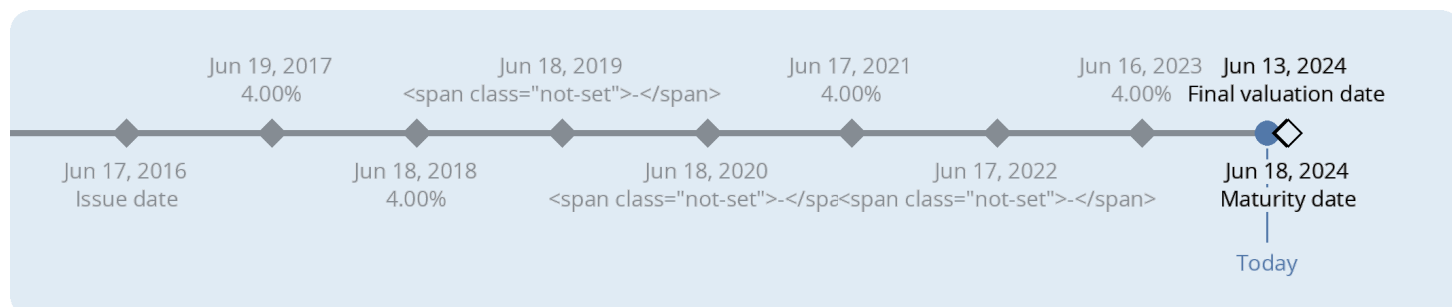 Jun 19, 2017
4.00%
Jun 18, 2019
<span class="not-set">-</span>
Jun 17, 2021
4.00%
Jun 16, 2023
4.00%
Jun 13, 2024
Final valuation date
Jun 17, 2016
Issue date
Jun 18, 2018
4.00%
Jun 18, 2020
<span class="not-set">-</spa
Jun 17, 2022
<span class="not-set">-</span>
Jun 18, 2024
Maturity date
Today